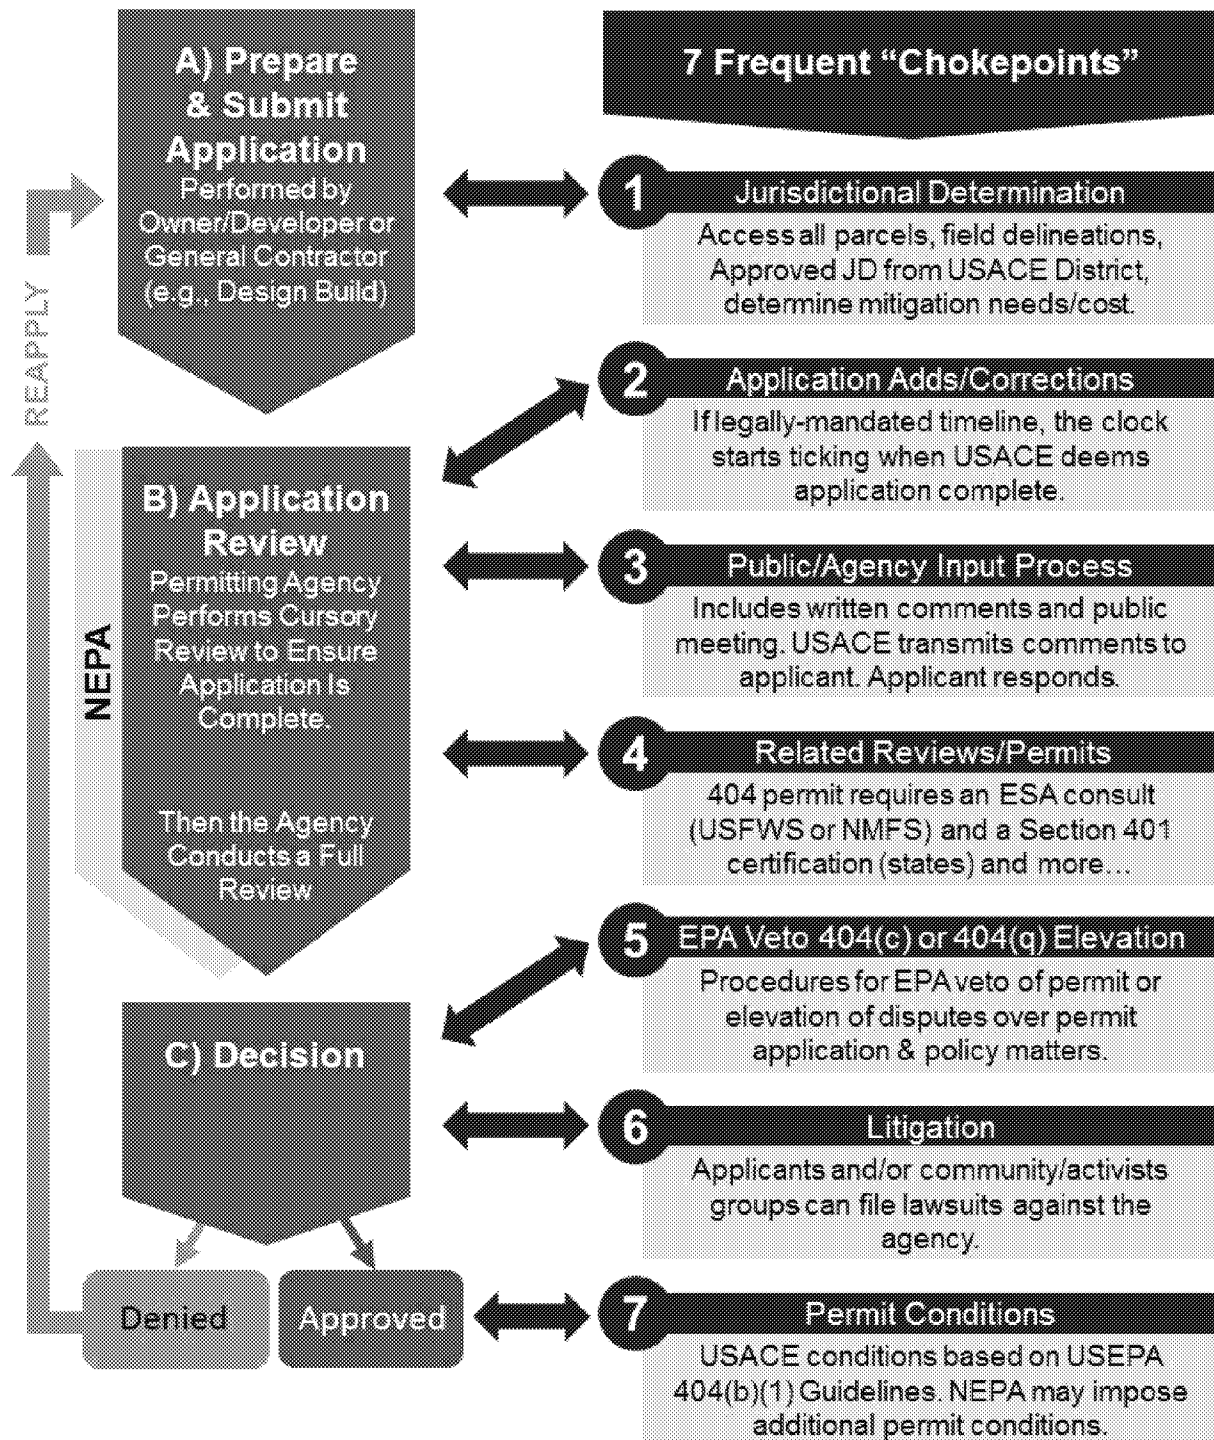 A) Prepare
& Submit
Application
Performed by
Owner/Developer or
General Contractor
(e.g., Design Build)
REAPPLY
B) Application
Review
Permitting Agency
Performs Cursory
Review to Ensure
Application Is
Complete.
Then the Agency
Conducts a Full
Review
NEPA
C) Decision
Denied
Approved
7 Frequent “Chokepoints”
1 Jurisdictional Determination
Access all parcels, field delineations,
Approved JD from USACE District,
determine mitigation needs/cost.
2 Application Adds/Corrections
If legally-mandated timeline, the clock
starts ticking when USACE deems
application complete.
3 Public/Agency Input Process
Includes written comments and public
meeting. USACE transmits comments to
applicant. Applicant responds.
4 Related Reviews/Permits
404 permit requires an ESA consult
(USFWS or NMFS) and a Section 401
certification (states) and more…
5 EPA Veto 404(c) or 404(q) Elevation
Procedures for EPA veto of permit or
elevation of disputes over permit
application & policy matters.
6 Litigation
Applicants and/or community/activists
groups can file lawsuits against the
agency.
7 Permit Conditions
USACE conditions based on USEPA
404(b)(1) Guidelines. NEPA may impose
additional permit conditions.